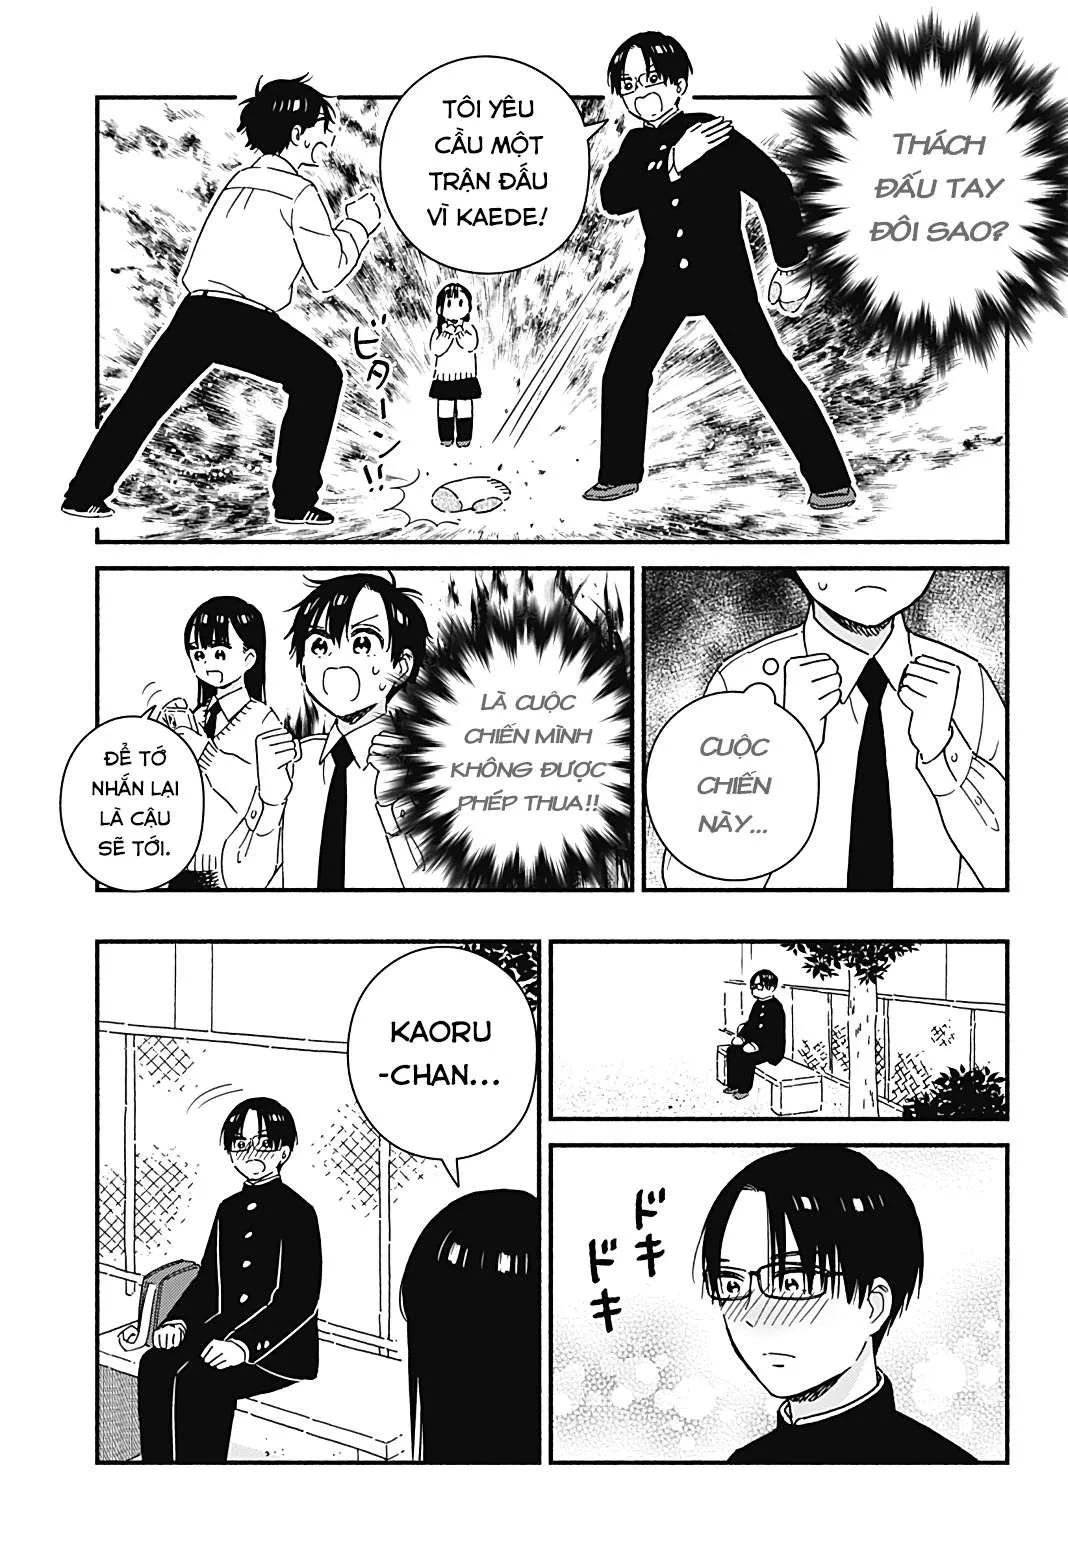 THÁCH
ĐẤU TAY
ĐÔI SAO?
TÔI YÊU
CẦU MỘT
TRẬN ĐẤU
VÌ KAEDE!
ビターン!!
CUỘC
CHIẾN
NÀY...
LÀ CUỘC
CHIẾN MÌNH
KHÔNG ĐƯỢC
PHÉP THUA!!
ĐỂ TỚ
NHẮN LẠI
LÀ CẬU
SẼ TỚI.
ドキ
ドキ
KAORU
-CHAN...